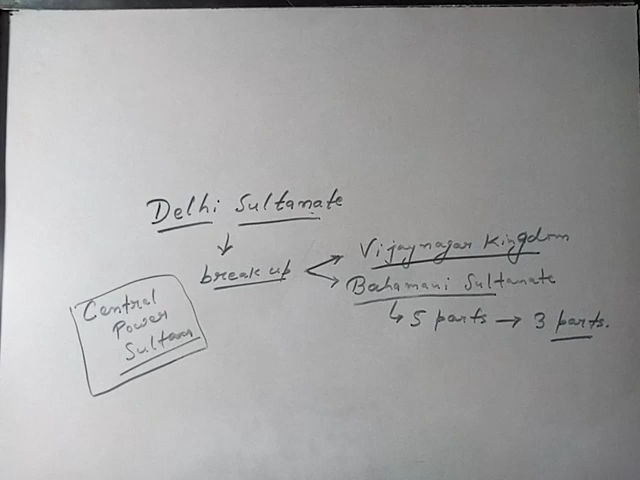 Delhi Sultanate
↓
break up
Vijaynagar Kingdom
Bahamani Sultanate
↳ 5 parts → 3 parts.
Central
Power
Sultan